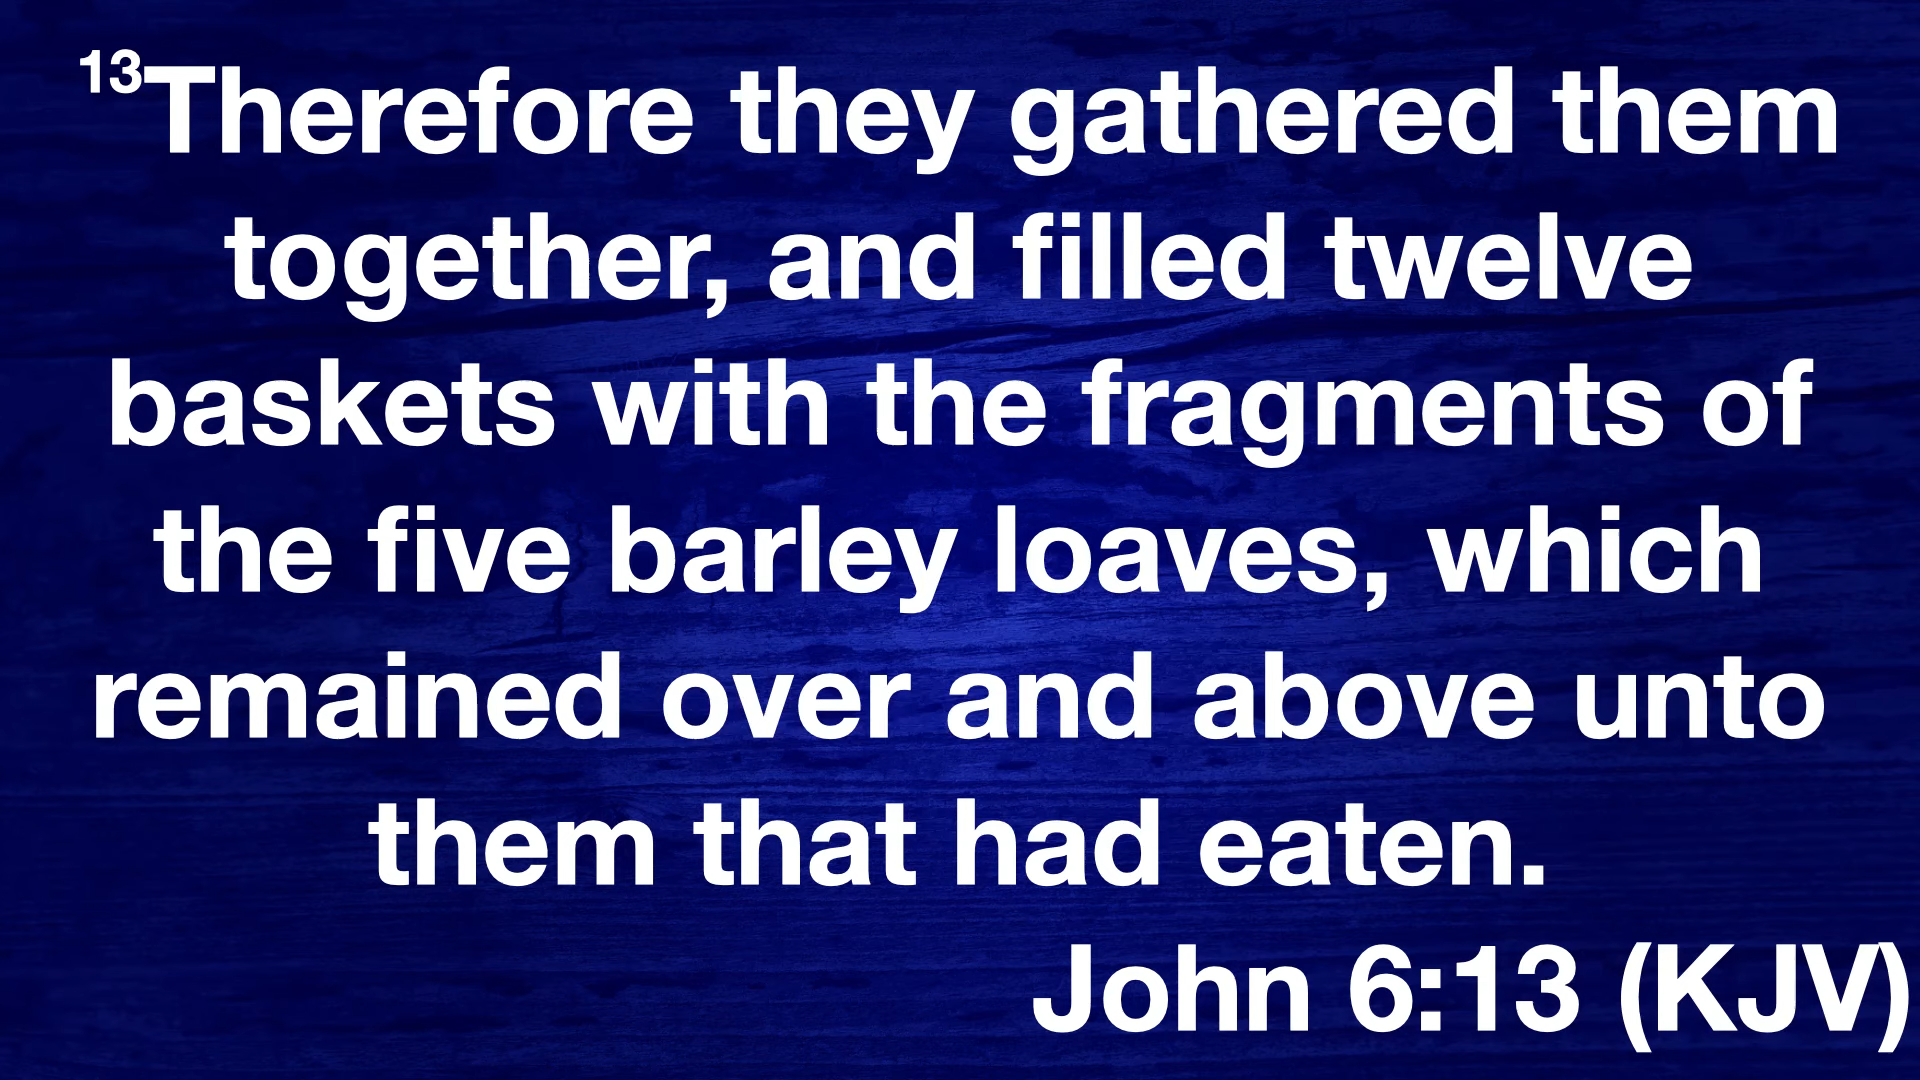 13Therefore they gathered them
together, and filled twelve
baskets with the fragments of
the five barley loaves, which
remained over and above unto
them that had eaten.
John 6:13 (KJV)